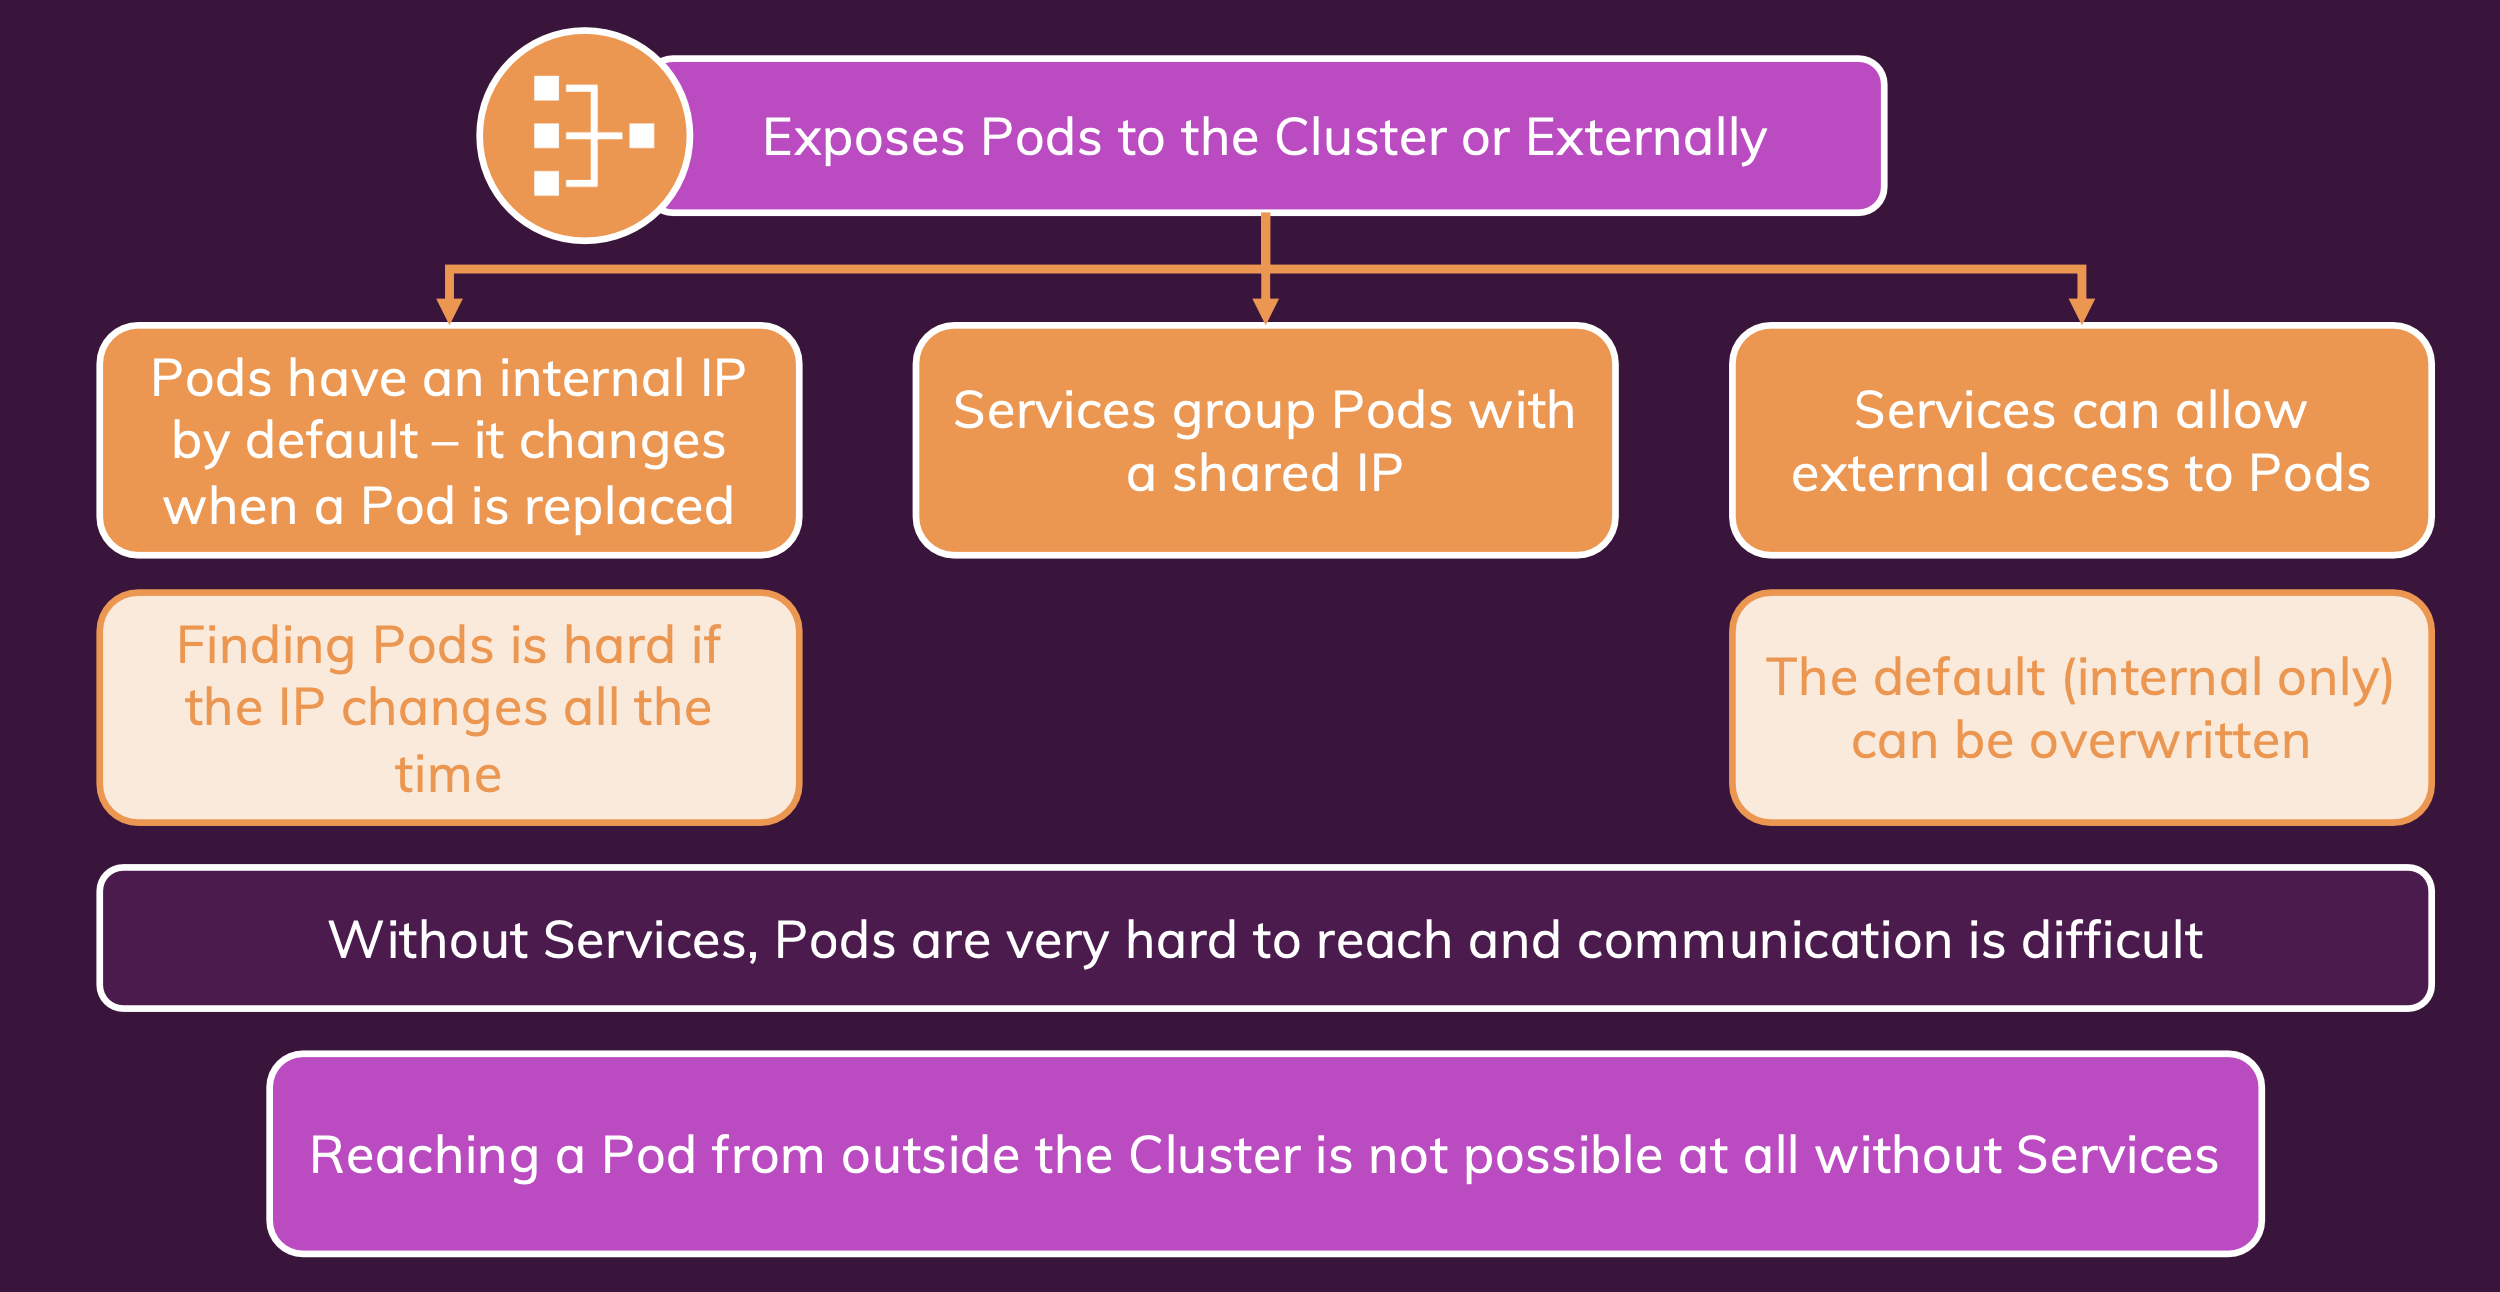 Exposes Pods to the Cluster or Externally
Pods have an internal IP
by default – it changes
when a Pod is replaced
Services group Pods with
a shared IP
Services can allow
external access to Pods
Finding Pods is hard if
the IP changes all the
time
The default (internal only)
can be overwritten
Without Services, Pods are very hard to reach and communication is difficult
Reaching a Pod from outside the Cluster is not possible at all without Services